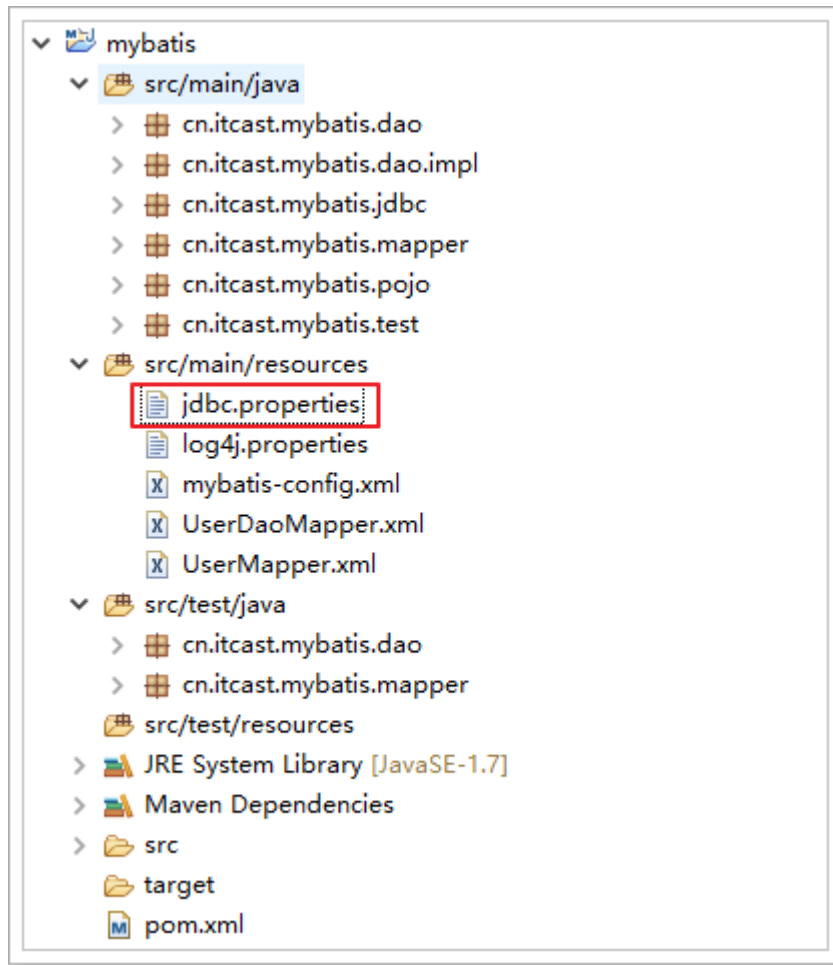 mybatis
src/main/java
cn.itcast.mybatis.dao
cn.itcast.mybatis.dao.impl
cn.itcast.mybatis.jdbc
cn.itcast.mybatis.mapper
cn.itcast.mybatis.pojo
cn.itcast.mybatis.test
src/main/resources
jdbc.properties
log4j.properties
mybatis-config.xml
UserDaoMapper.xml
UserMapper.xml
src/test/java
cn.itcast.mybatis.dao
cn.itcast.mybatis.mapper
src/test/resources
JRE System Library [JavaSE-1.7]
Maven Dependencies
src
target
pom.xml